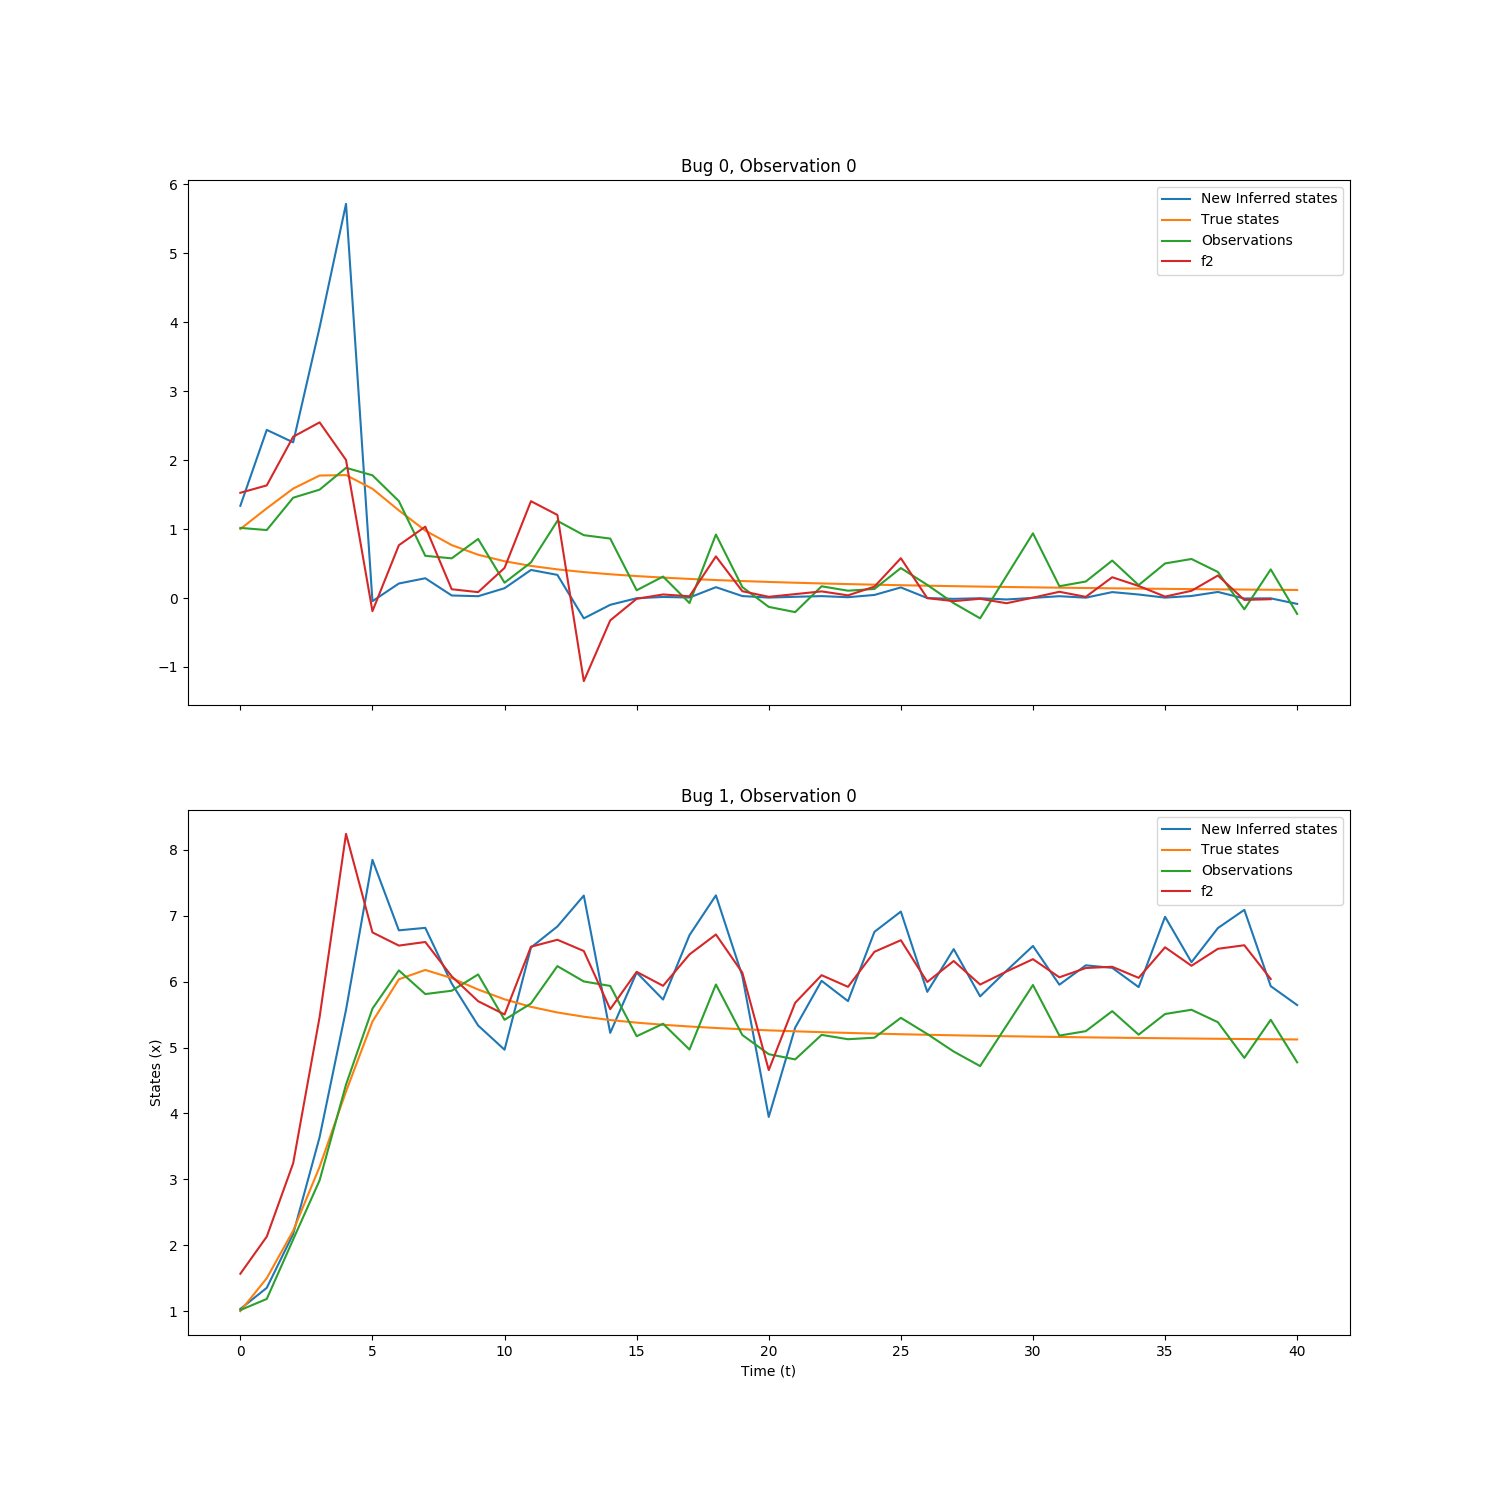 Bug 0, Observation 0
6
5
4
3
2
1
0
−1
New Inferred states
True states
Observations
f2
Bug 1, Observation 0
States (x)
8
7
6
5
4
3
2
1
New Inferred states
True states
Observations
f2
0 5 10 15 20 25 30 35 40
Time (t)